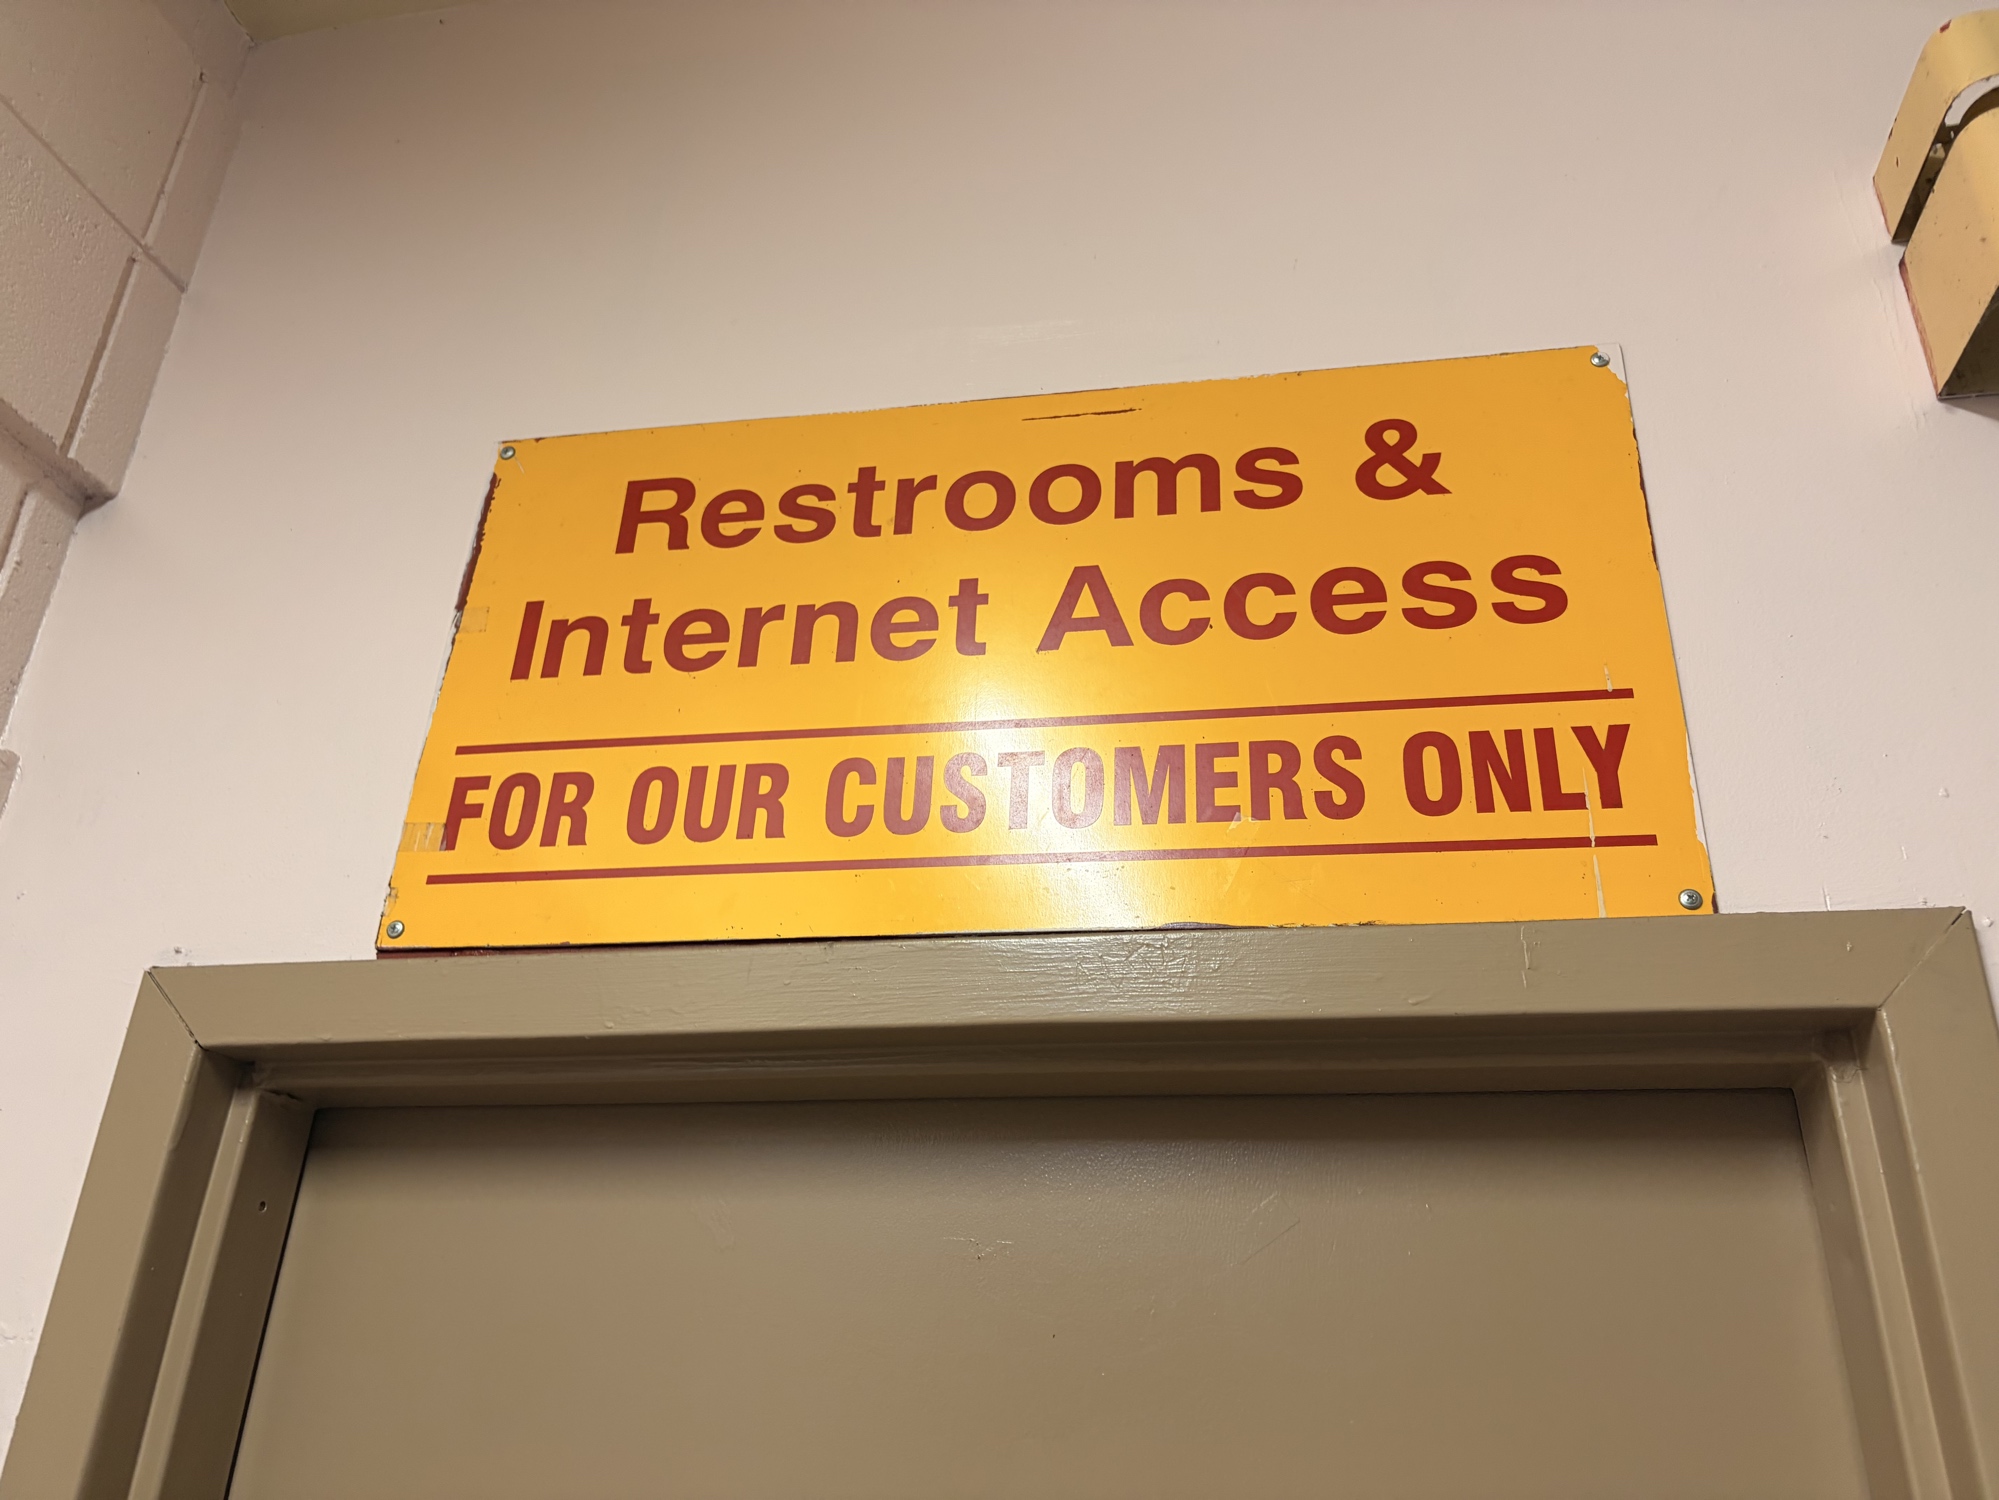 Restrooms &
Internet Access
FOR OUR CUSTOMERS ONLY